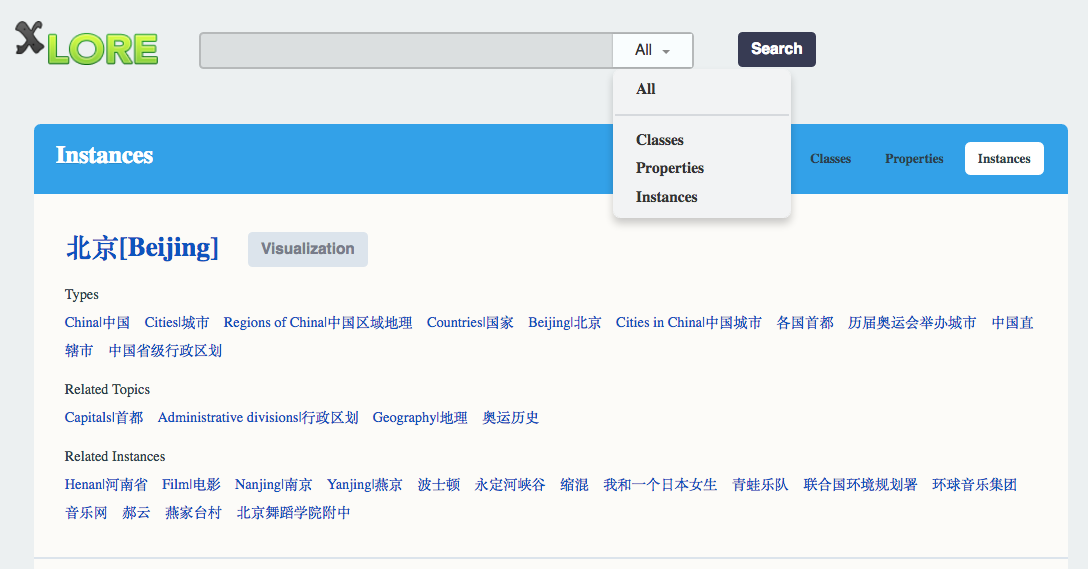 XLORE
All
Search
All
Classes
Properties
Instances
Instances
Classes
Properties
Instances
北京[Beijing]
Visualization
Types
China|中国 Cities|城市 Regions of China|中国区域地理 Countries|国家 Beijing|北京 Cities in China|中国城市 各国首都 历届奥运会举办城市 中国直
辖市 中国省级行政区划
Related Topics
Capitals|首都 Administrative divisions|行政区划 Geography|地理 奥运历史
Related Instances
Henan|河南省 Film|电影 Nanjing|南京 Yanjing|燕京 波士顿 永定河峡谷 缩混 我和一个日本女生 青蛙乐队 联合国环境规划署 环球音乐集团
音乐网 郝云 燕家台村 北京舞蹈学院附中